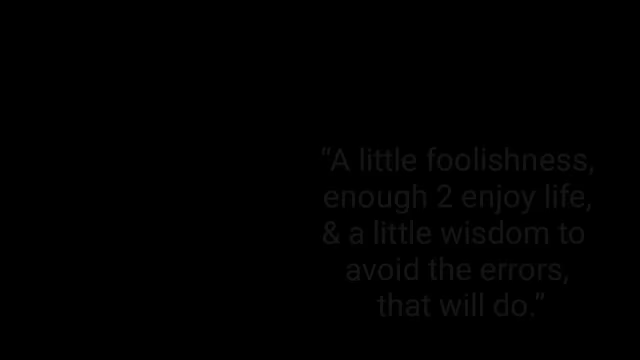 “A little foolishness,
enough 2 enjoy life,
& a little wisdom to
avoid the errors,
that will do.”